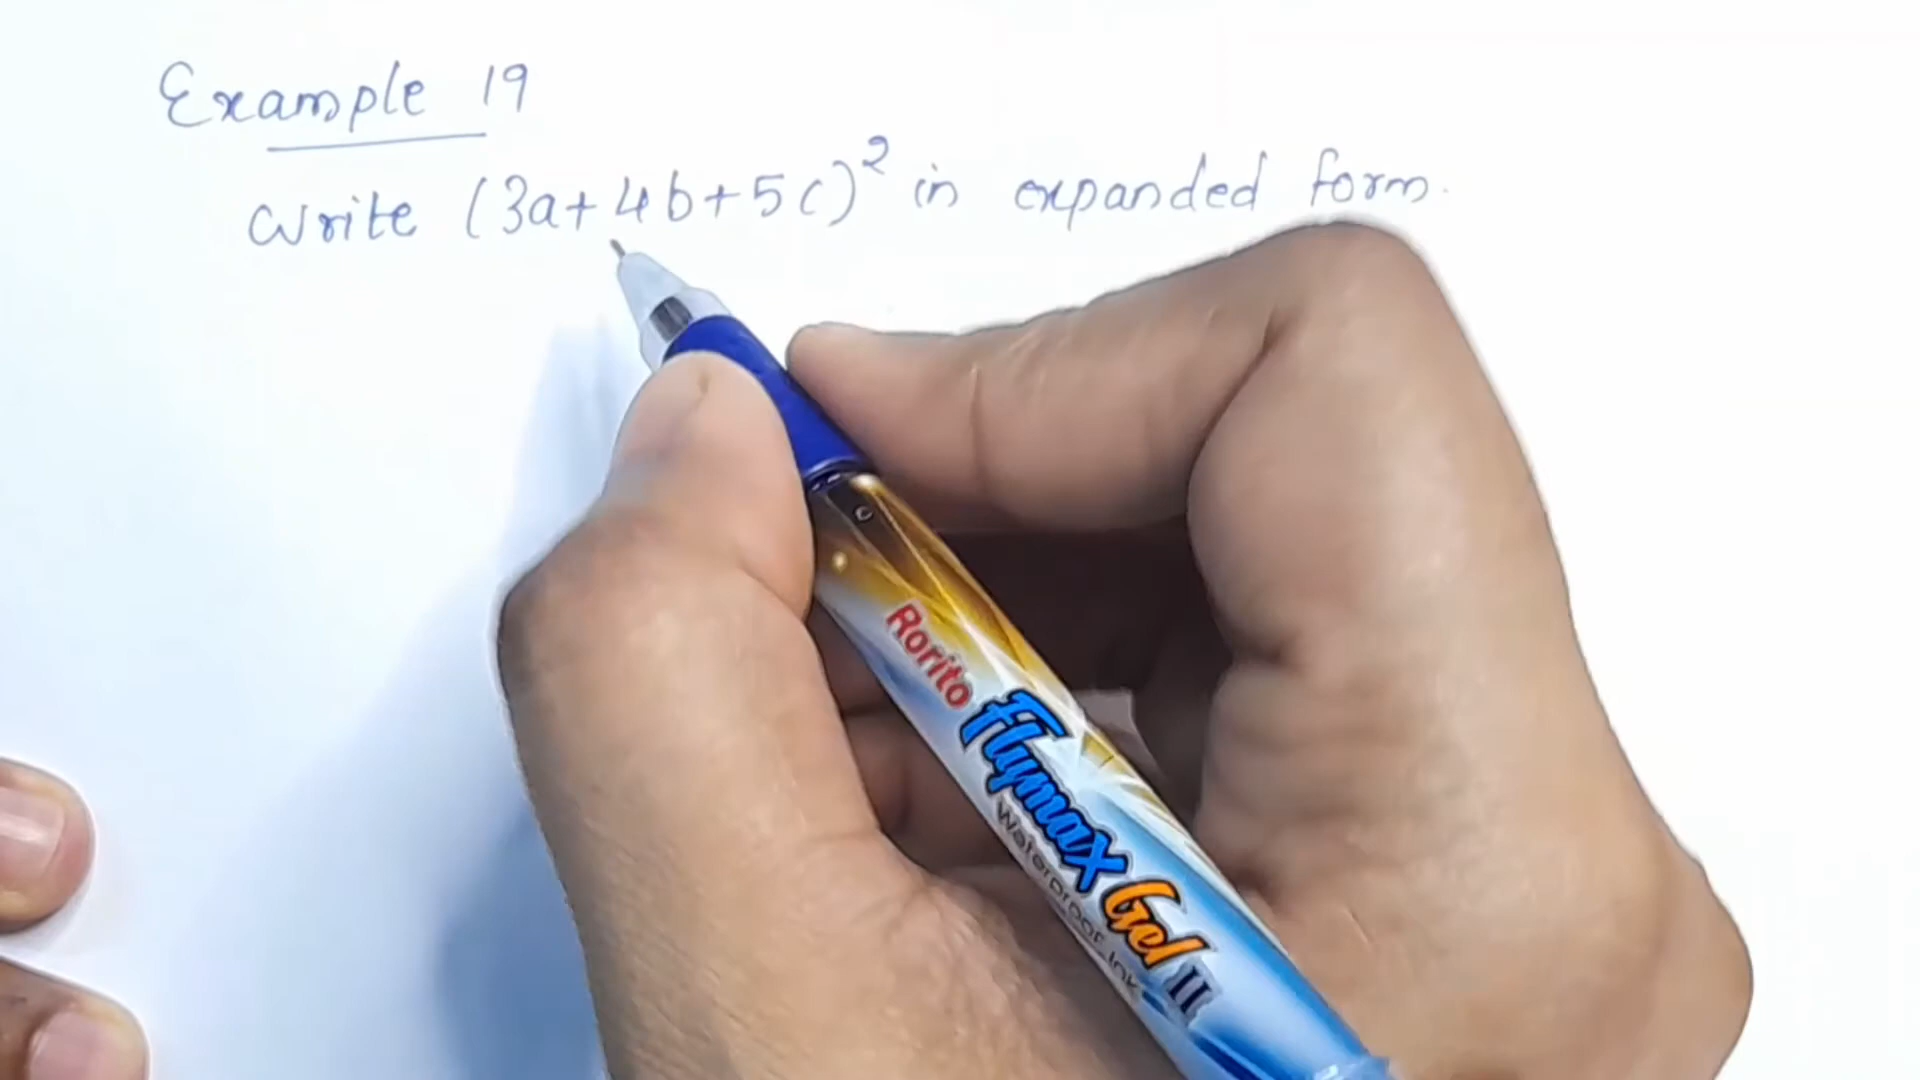 Example 19
Write (3a+4b+5c)² in expanded form.
Rorito
Flymax Gel II
Waterproof Ink